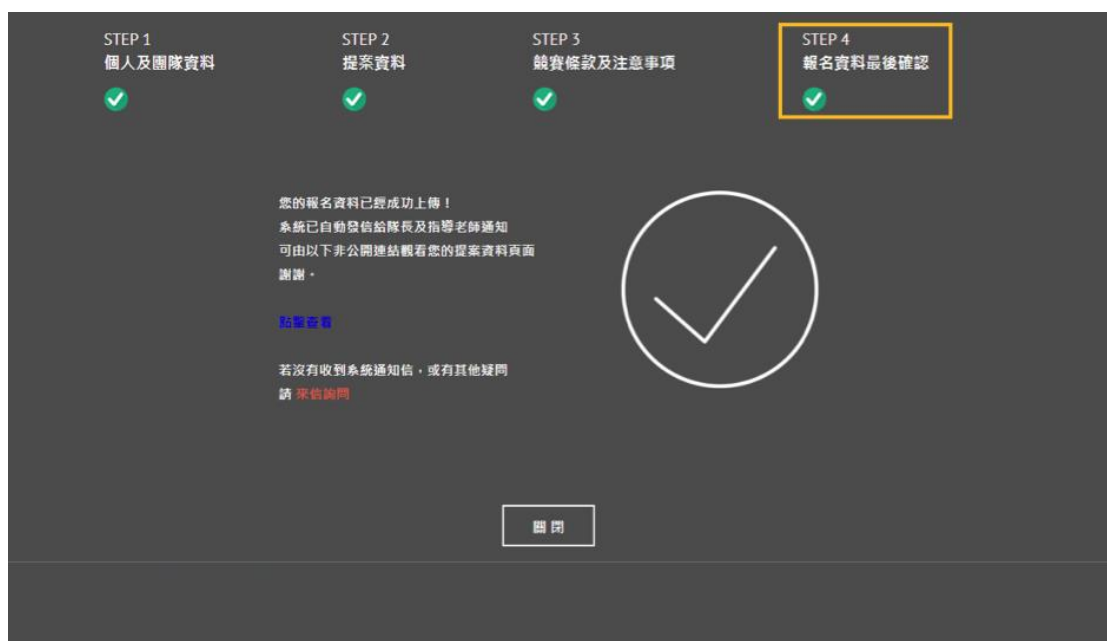 STEP 1
個人及團隊資料
STEP 2
提案資料
STEP 3
競賽條款及注意事項
STEP 4
報名資料最後確認
您的報名資料已經成功上傳！
系統已自動發信給隊長及指導老師通知
可由以下非公開連結觀看您的提案資料頁面
謝謝。
點擊查看
若沒有收到系統通知信，或有其他疑問
請 來信詢問
關 閉